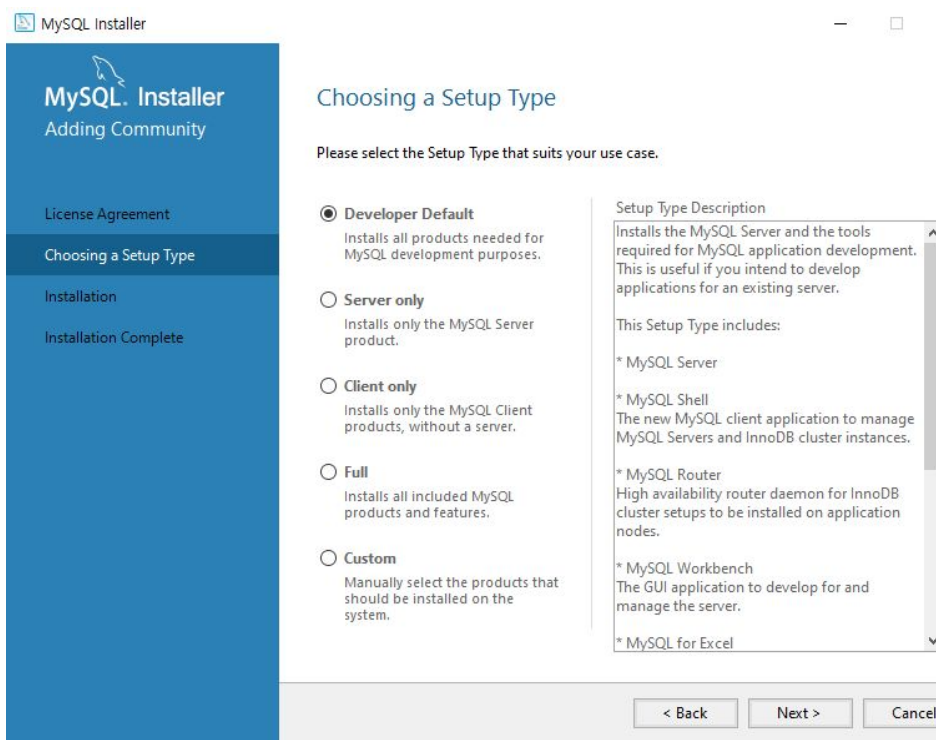 MySQL Installer
MySQL. Installer
Adding Community
License Agreement
Choosing a Setup Type
Installation
Installation Complete
Choosing a Setup Type
Please select the Setup Type that suits your use case.
Developer Default
Installs all products needed for
MySQL development purposes.
Server only
Installs only the MySQL Server
product.
Client only
Installs only the MySQL Client
products, without a server.
Full
Installs all included MySQL
products and features.
Custom
Manually select the products that
should be installed on the
system.
Setup Type Description
Installs the MySQL Server and the tools
required for MySQL application development.
This is useful if you intend to develop
applications for an existing server.
This Setup Type includes:
* MySQL Server
* MySQL Shell
The new MySQL client application to manage
MySQL Servers and InnoDB cluster instances.
* MySQL Router
High availability router daemon for InnoDB
cluster setups to be installed on application
nodes.
* MySQL Workbench
The GUI application to develop for and
manage the server.
* MySQL for Excel
< Back
Next >
Cancel